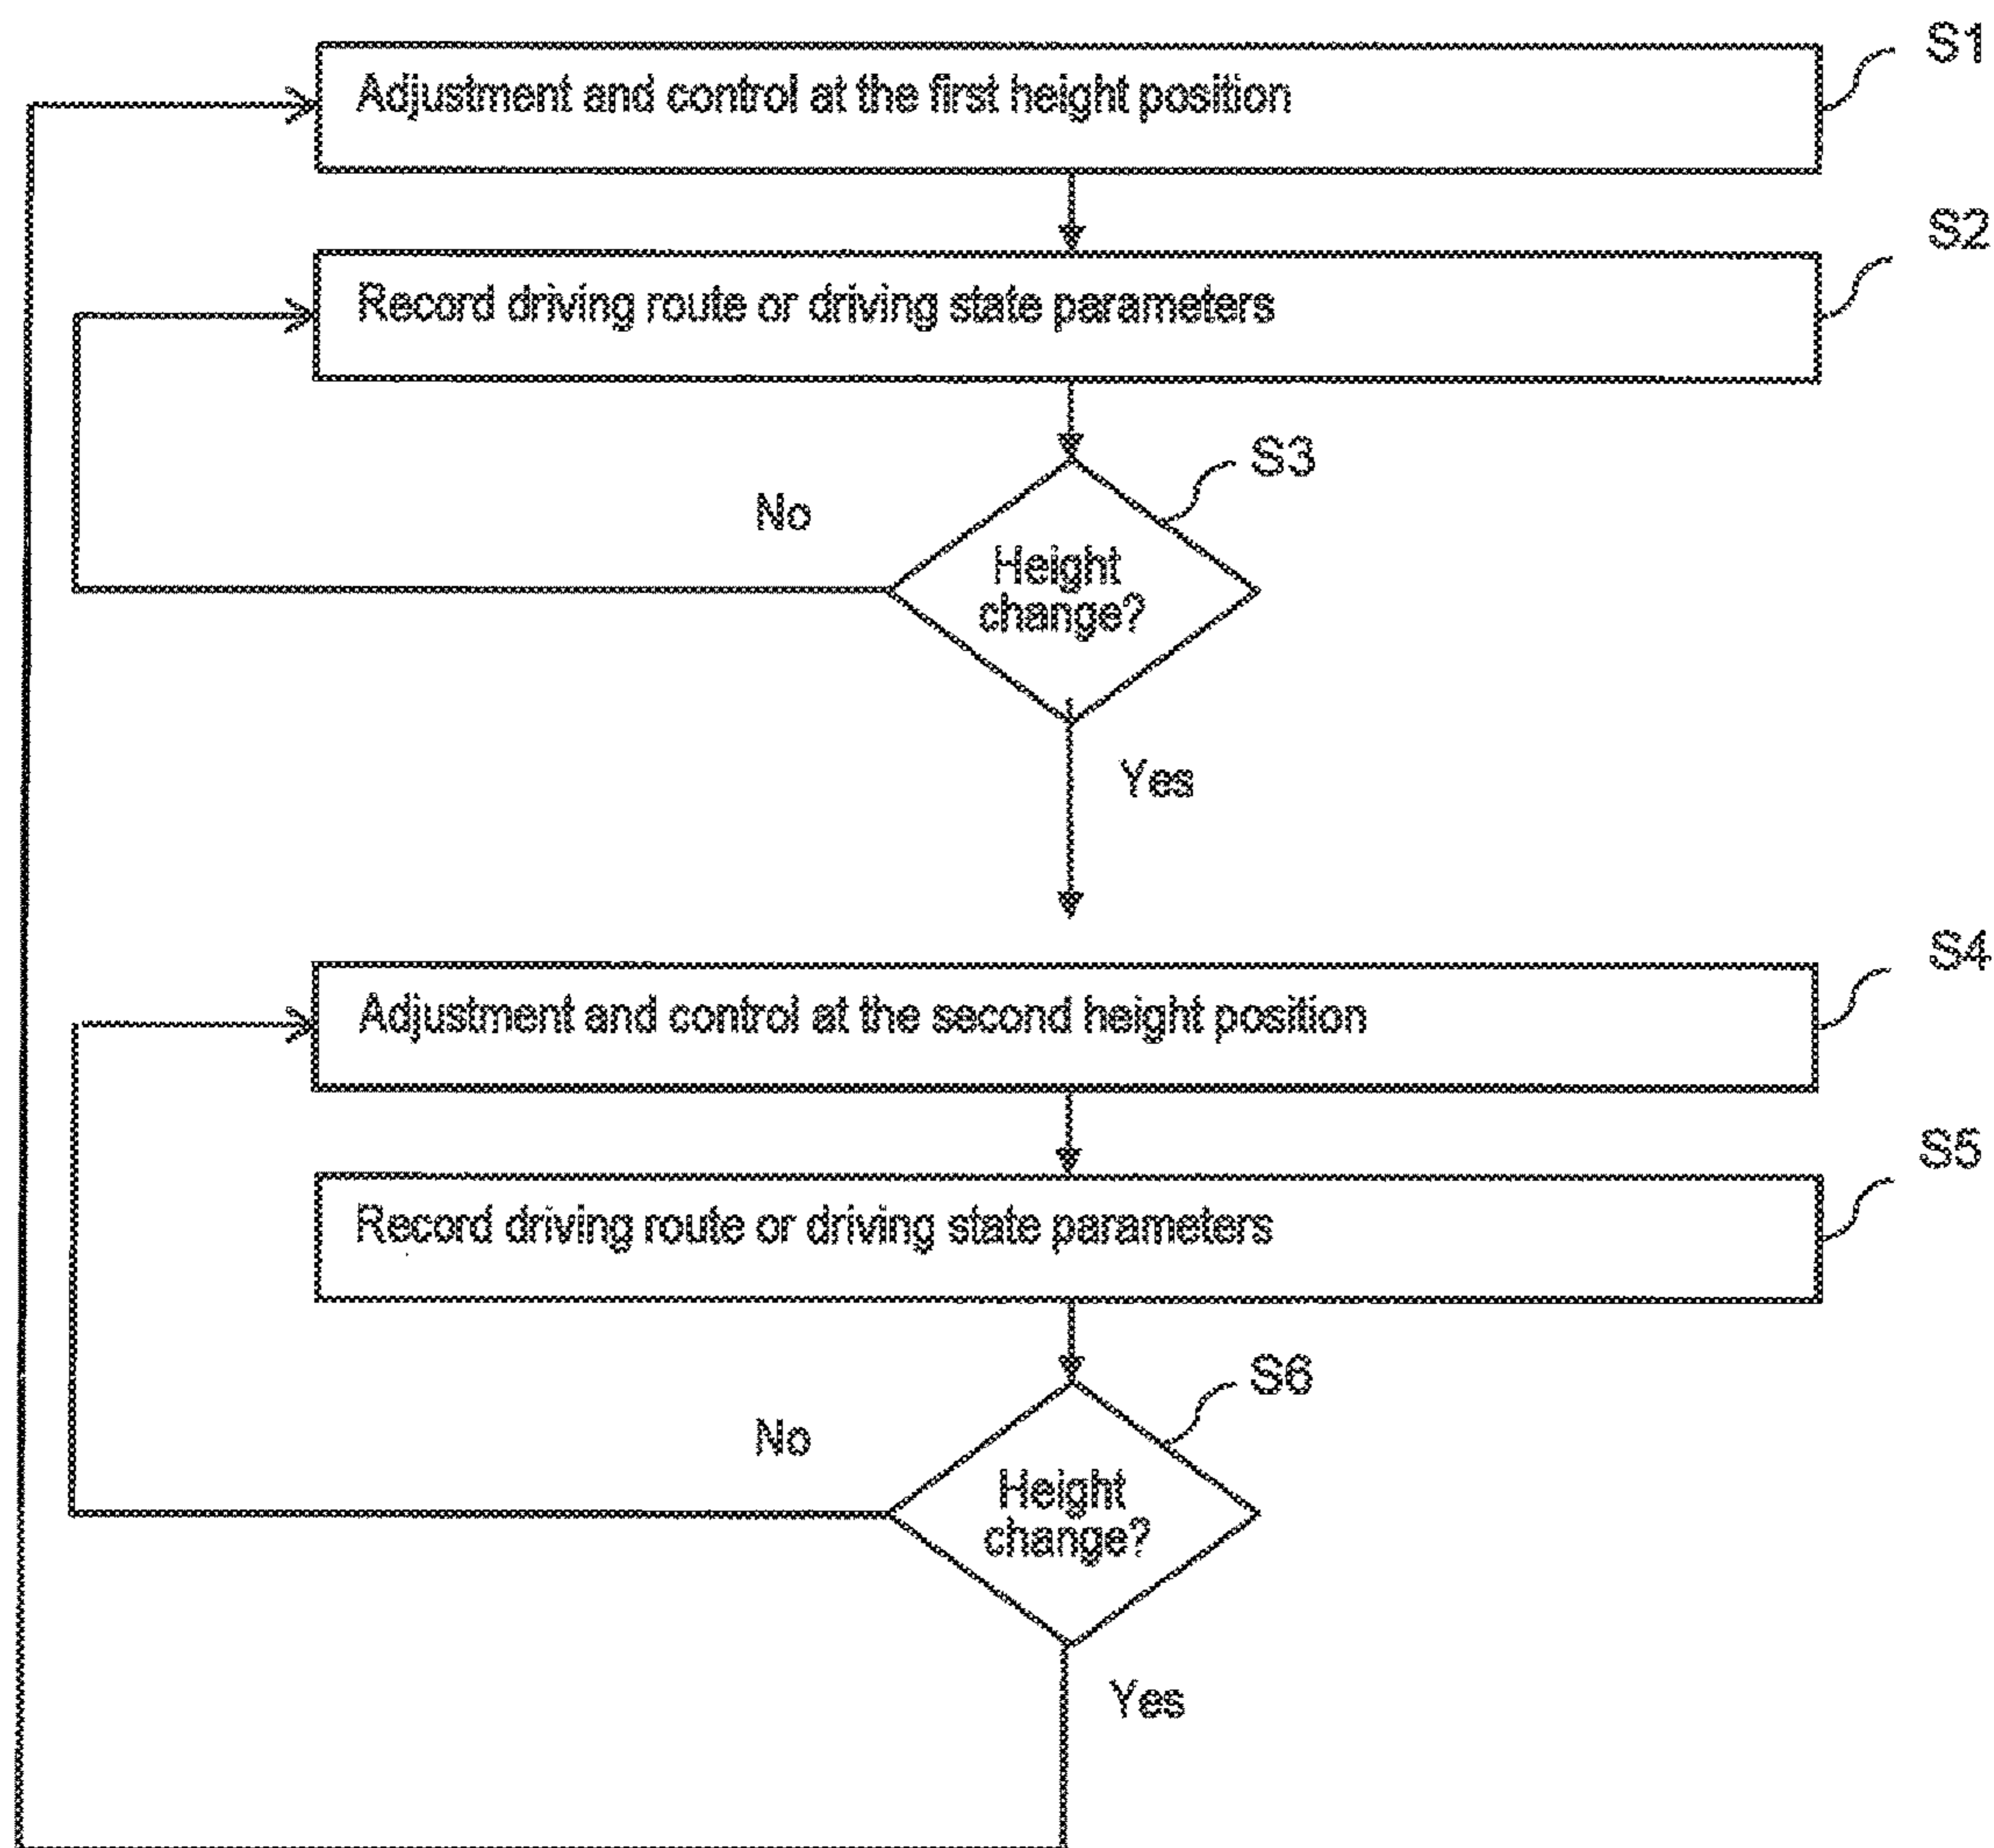 S1
Adjustment and control at the first height position
S2
Record driving route or driving state parameters
S3
No
Height
change?
Yes
S4
Adjustment and control at the second height position
S5
Record driving route or driving state parameters
S6
No
Height
change?
Yes